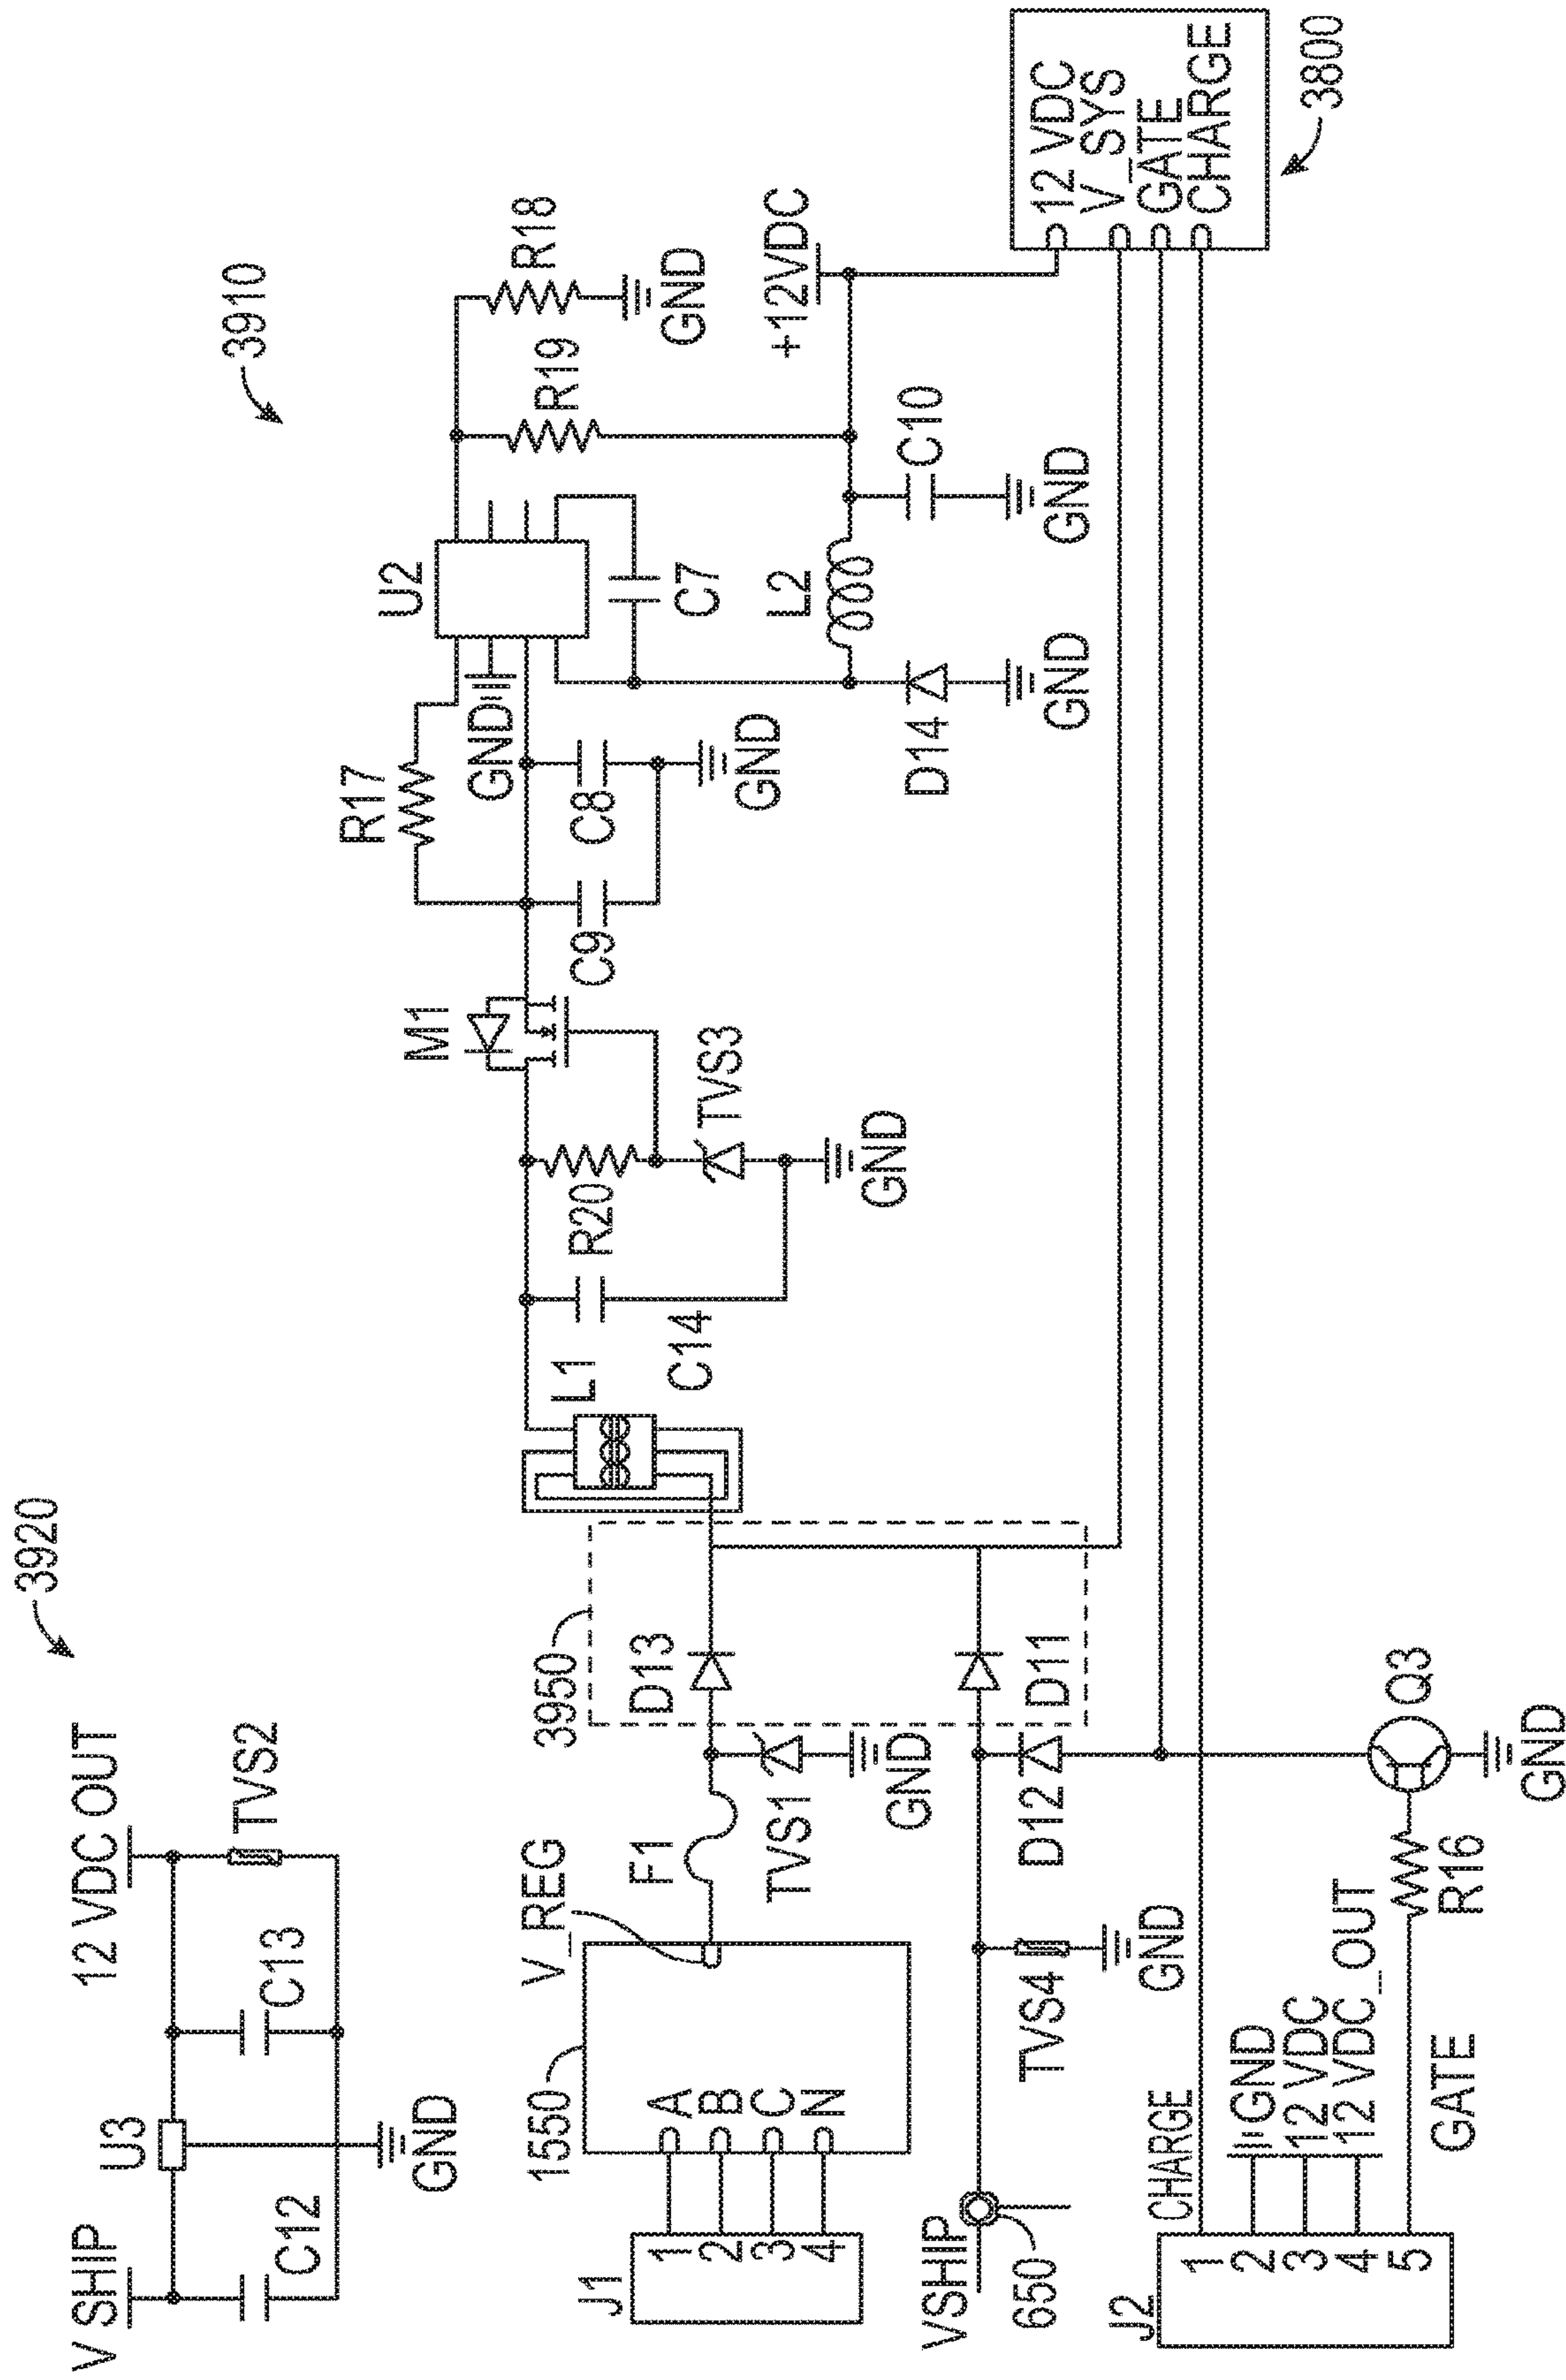 3920
V SHIP
U3
12 VDC OUT
C12
C13
TVS2
GND
3910
M1
R17
U2
R18
R19
GND
GND
C7
C9
C8
GND
L2
+12VDC
C10
GND
D14
GND
L1
C14
R20
TVS3
GND
12 VDC
V_SYS
GATE
CHARGE
3800
3950
D13
D11
V_REG
F1
TVS1
GND
1550
A
B
C
N
J1
1
2
3
4
VSHIP
650
TVS4
GND
D12
J2
1
2
3
4
5
CHARGE
GND
12 VDC
12 VDC_OUT
GATE
R16
Q3
GND